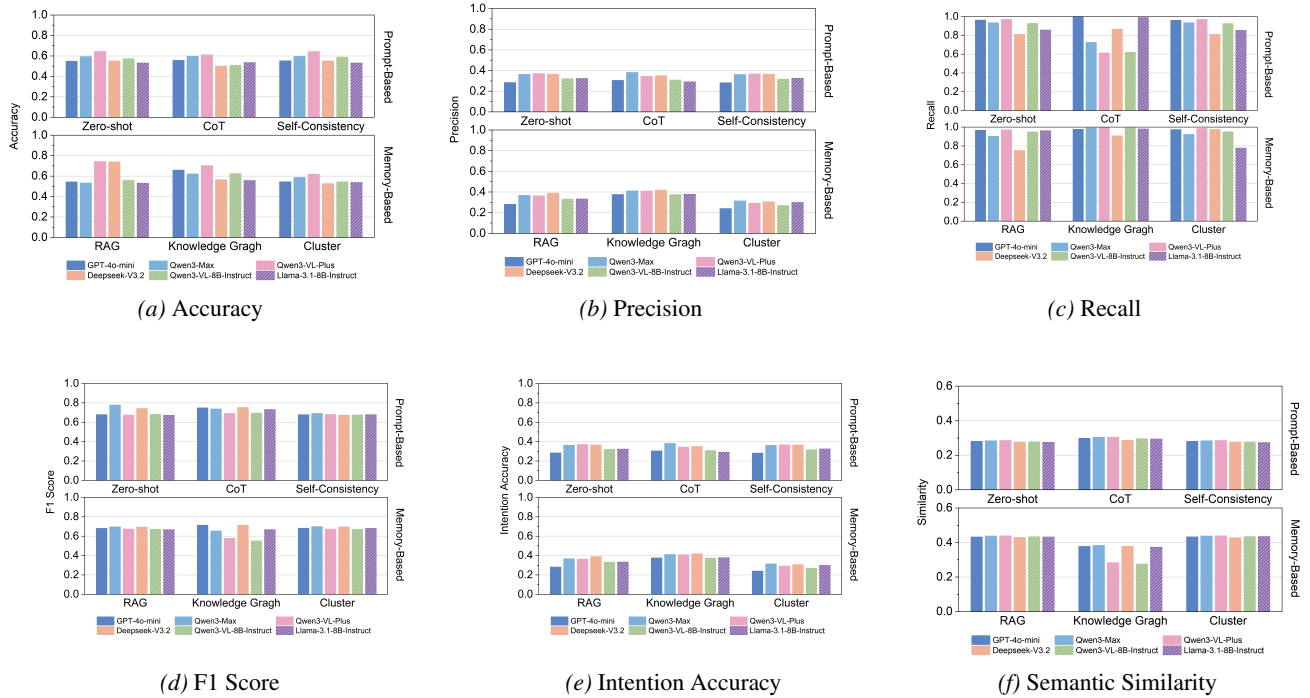 1.0
0.8
0.6
0.4
0.2
0.0
Zero-shot CoT Self-Consistency
Prompt-Based
Accuracy
1.0
0.8
0.6
0.4
0.2
0.0
RAG Knowledge Gragh Cluster
Memory-Based
GPT-4o-mini Qwen3-Max Qwen3-VL-Plus
Deepseek-V3.2 Qwen3-VL-8B-Instruct Llama-3.1-8B-Instruct
(a) Accuracy
1.0
0.8
0.6
0.4
0.2
0.0
Zero-shot CoT Self-Consistency
Prompt-Based
Precision
1.0
0.8
0.6
0.4
0.2
0.0
RAG Knowledge Gragh Cluster
Memory-Based
GPT-4o-mini Qwen3-Max Qwen3-VL-Plus
Deepseek-V3.2 Qwen3-VL-8B-Instruct Llama-3.1-8B-Instruct
(b) Precision
1.0
0.8
0.6
0.4
0.2
0.0
Zero-shot CoT Self-Consistency
Prompt-Based
Recall
1.0
0.8
0.6
0.4
0.2
0.0
RAG Knowledge Gragh Cluster
Memory-Based
GPT-4o-mini Qwen3-Max Qwen3-VL-Plus
Deepseek-V3.2 Qwen3-VL-8B-Instruct Llama-3.1-8B-Instruct
(c) Recall
1.0
0.8
0.6
0.4
0.2
0.0
Zero-shot CoT Self-Consistency
Prompt-Based
F1 Score
1.0
0.8
0.6
0.4
0.2
0.0
RAG Knowledge Gragh Cluster
Memory-Based
GPT-4o-mini Qwen3-Max Qwen3-VL-Plus
Deepseek-V3.2 Qwen3-VL-8B-Instruct Llama-3.1-8B-Instruct
(d) F1 Score
1.0
0.8
0.6
0.4
0.2
0.0
Zero-shot CoT Self-Consistency
Prompt-Based
Intention Accuracy
1.0
0.8
0.6
0.4
0.2
0.0
RAG Knowledge Gragh Cluster
Memory-Based
GPT-4o-mini Qwen3-Max Qwen3-VL-Plus
Deepseek-V3.2 Qwen3-VL-8B-Instruct Llama-3.1-8B-Instruct
(e) Intention Accuracy
0.6
0.4
0.2
0.0
Zero-shot CoT Self-Consistency
Prompt-Based
Similarity
0.6
0.4
0.2
0.0
RAG Knowledge Gragh Cluster
Memory-Based
GPT-4o-mini Qwen3-Max Qwen3-VL-Plus
Deepseek-V3.2 Qwen3-VL-8B-Instruct Llama-3.1-8B-Instruct
(f) Semantic Similarity